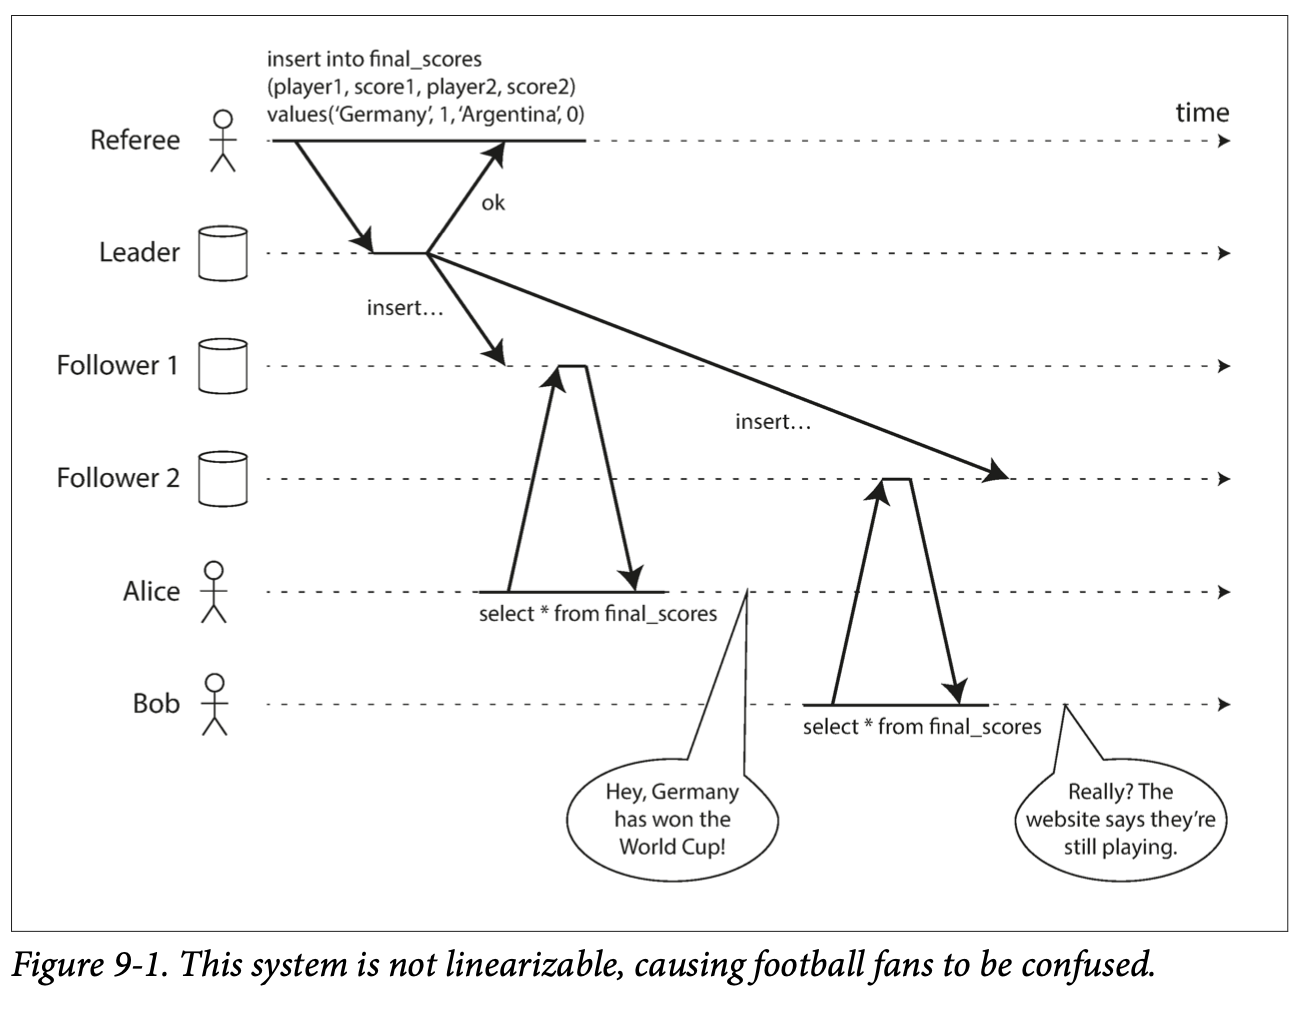 insert into final_scores
(player1, score1, player2, score2)
values(‘Germany’, 1, ‘Argentina’, 0)
time
Referee
ok
Leader
insert…
Follower 1
insert…
Follower 2
Alice
select * from final_scores
Bob
select * from final_scores
Hey, Germany
has won the
World Cup!
Really? The
website says they’re
still playing.
Figure 9-1. This system is not linearizable, causing football fans to be confused.